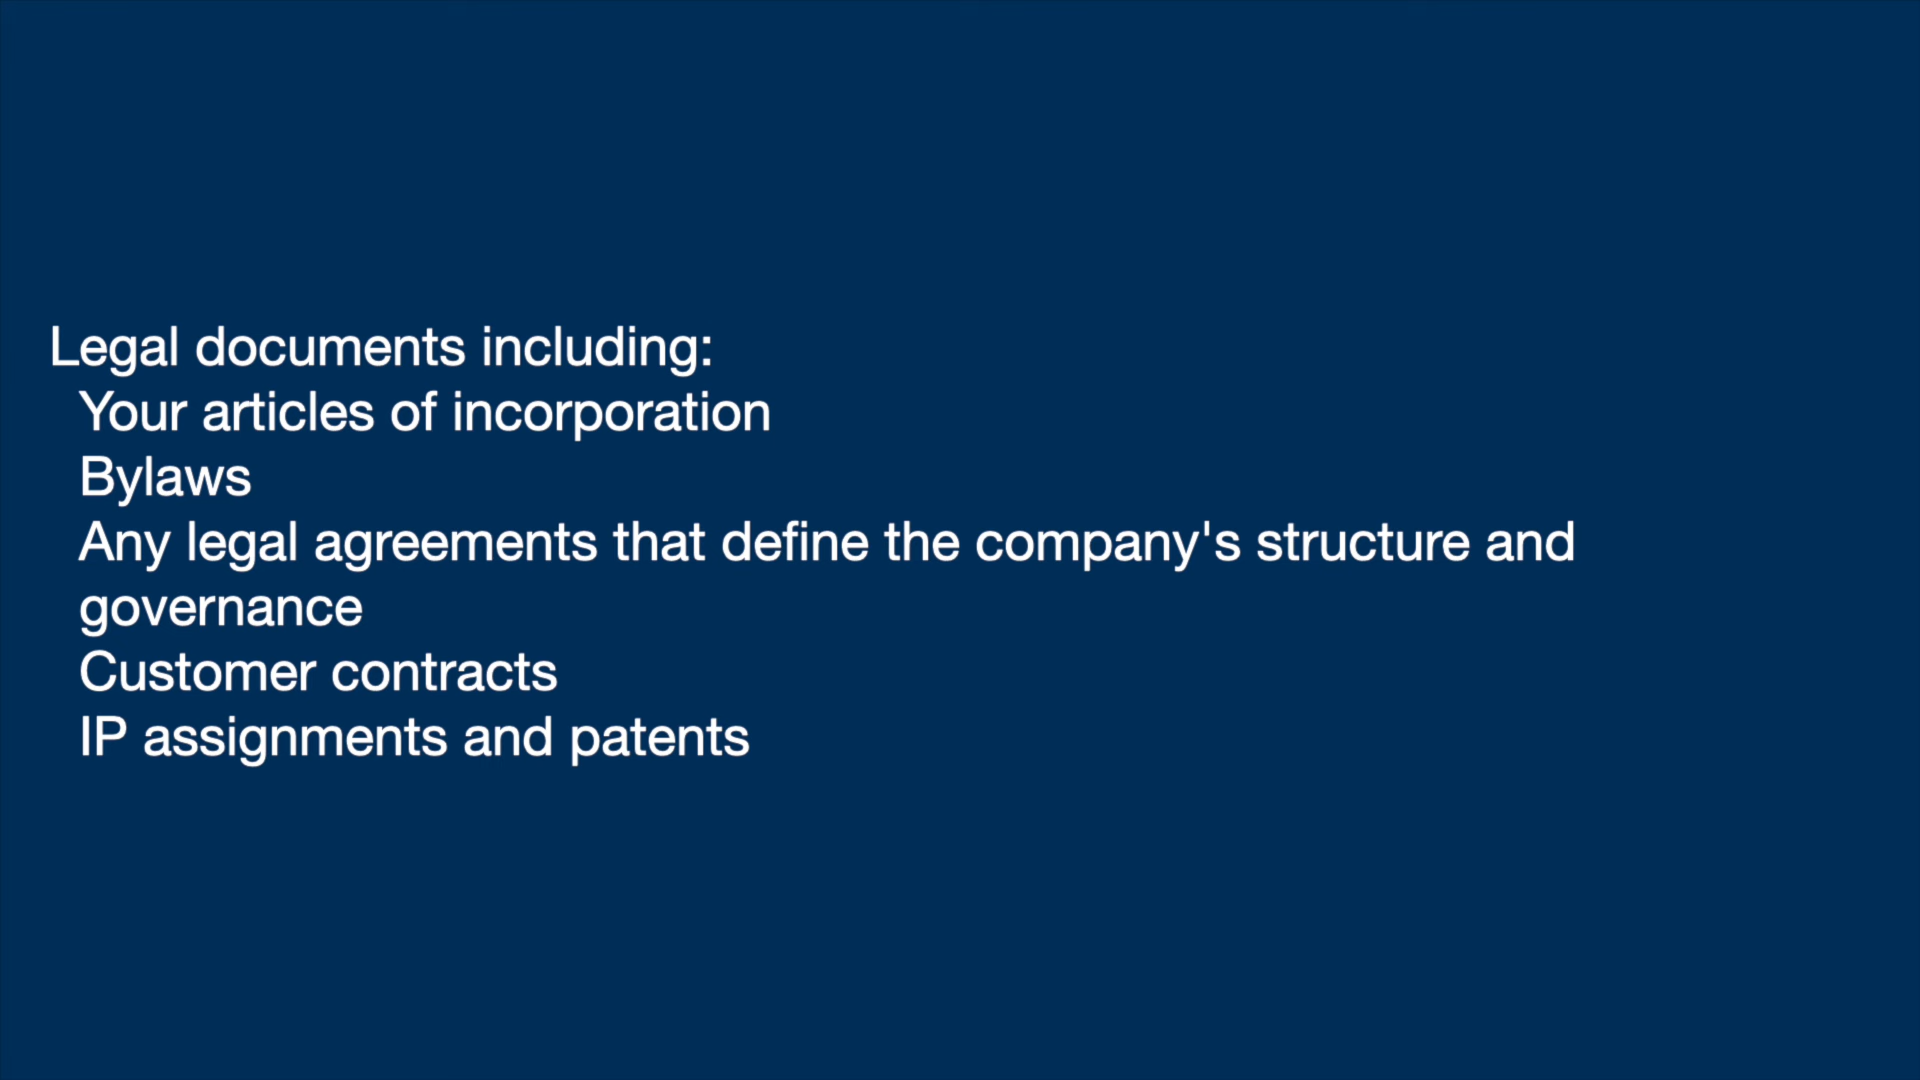 Legal documents including:
Your articles of incorporation
Bylaws
Any legal agreements that define the company's structure and
governance
Customer contracts
IP assignments and patents